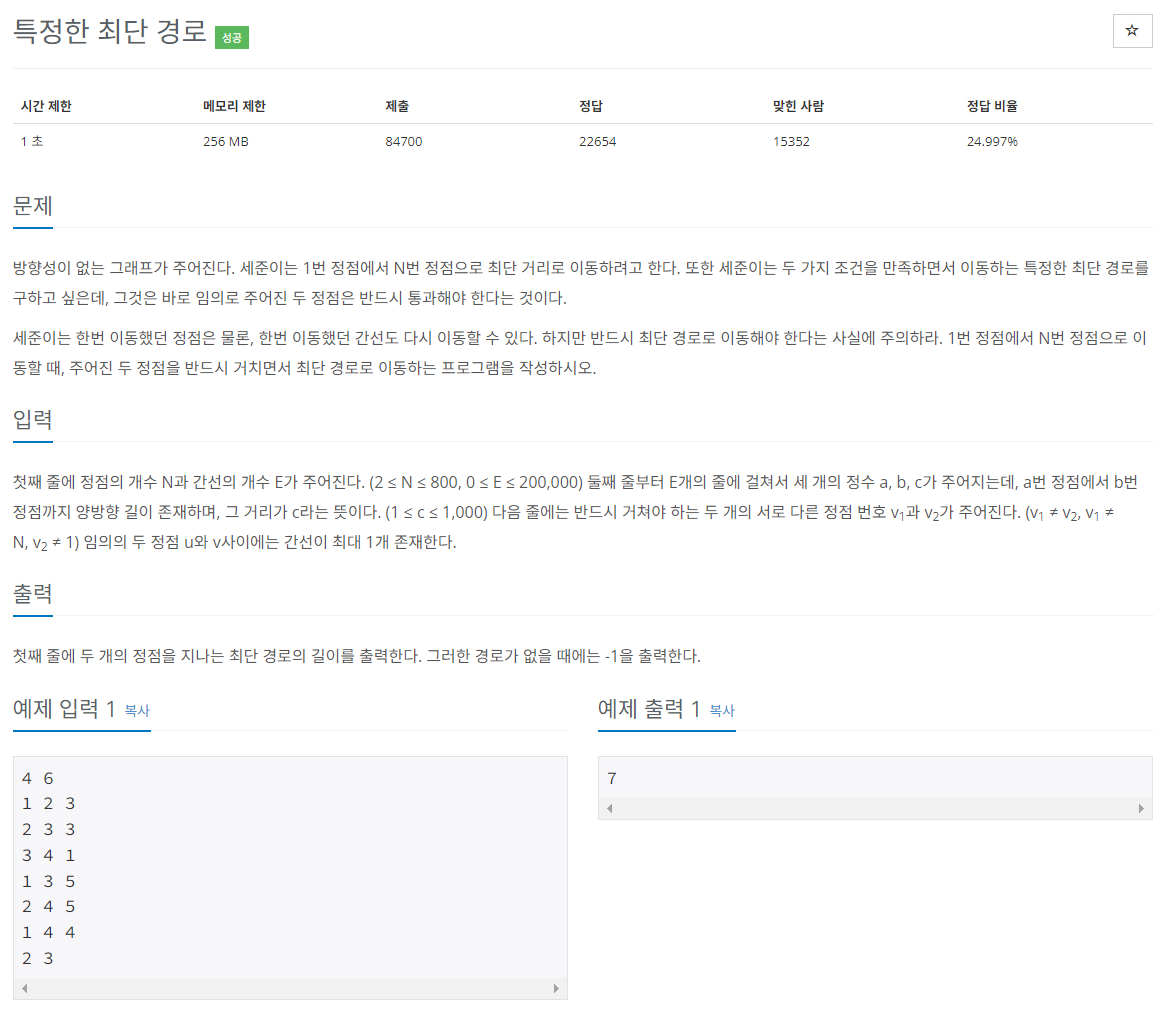 특정한 최단 경로 성공
☆
시간 제한 메모리 제한 제출 정답 맞힌 사람 정답 비율
1 초 256 MB 84700 22654 15352 24.997%
문제
방향성이 없는 그래프가 주어진다. 세준이는 1번 정점에서 N번 정점으로 최단 거리로 이동하려고 한다. 또한 세준이는 두 가지 조건을 만족하면서 이동하는 특정한 최단 경로를
구하고 싶은데, 그것은 바로 임의로 주어진 두 정점은 반드시 통과해야 한다는 것이다.
세준이는 한번 이동했던 정점은 물론, 한번 이동했던 간선도 다시 이동할 수 있다. 하지만 반드시 최단 경로로 이동해야 한다는 사실에 주의하라. 1번 정점에서 N번 정점으로 이
동할 때, 주어진 두 정점을 반드시 거치면서 최단 경로로 이동하는 프로그램을 작성하시오.
입력
첫째 줄에 정점의 개수 N과 간선의 개수 E가 주어진다. (2 ≤ N ≤ 800, 0 ≤ E ≤ 200,000) 둘째 줄부터 E개의 줄에 걸쳐서 세 개의 정수 a, b, c가 주어지는데, a번 정점에서 b번
정점까지 양방향 길이 존재하며, 그 거리가 c라는 뜻이다. (1 ≤ c ≤ 1,000) 다음 줄에는 반드시 거쳐야 하는 두 개의 서로 다른 정점 번호 v1과 v2가 주어진다. (v1 ≠ v2, v1 ≠
N, v2 ≠ 1) 임의의 두 정점 u와 v사이에는 간선이 최대 1개 존재한다.
출력
첫째 줄에 두 개의 정점을 지나는 최단 경로의 길이를 출력한다. 그러한 경로가 없을 때에는 -1을 출력한다.
예제 입력 1 복사
4 6
1 2 3
2 3 3
3 4 1
1 3 5
2 4 5
1 4 4
2 3
예제 출력 1 복사
7